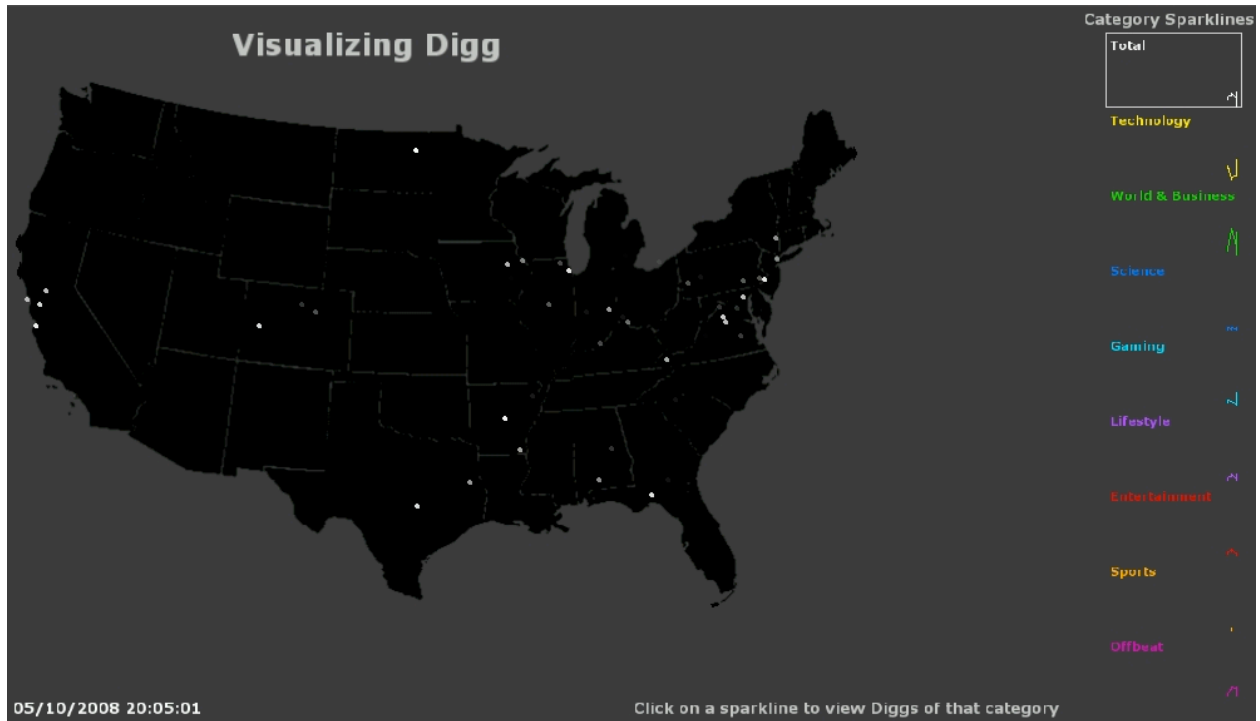 Category Sparklines
Visualizing Digg
Total
Technology
World & Business
Science
Gaming
Lifestyle
Entertainment
Sports
Offbeat
05/10/2008 20:05:01
Click on a sparkline to view Diggs of that category